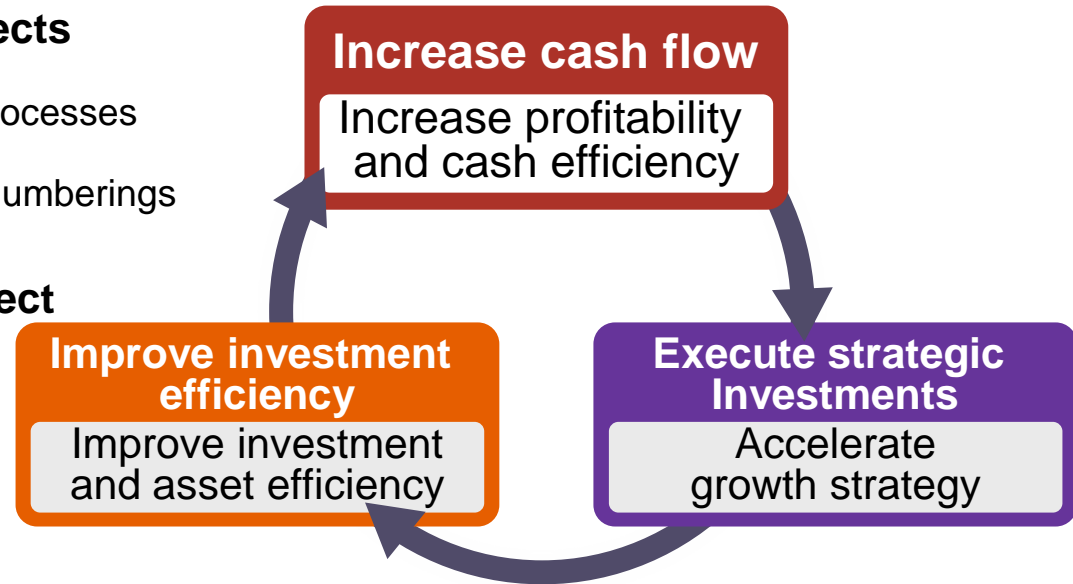 ects
ocesses
umberings
ect
Increase cash flow
Increase profitability
and cash efficiency
Improve investment
efficiency
Improve investment
and asset efficiency
Execute strategic
Investments
Accelerate
growth strategy